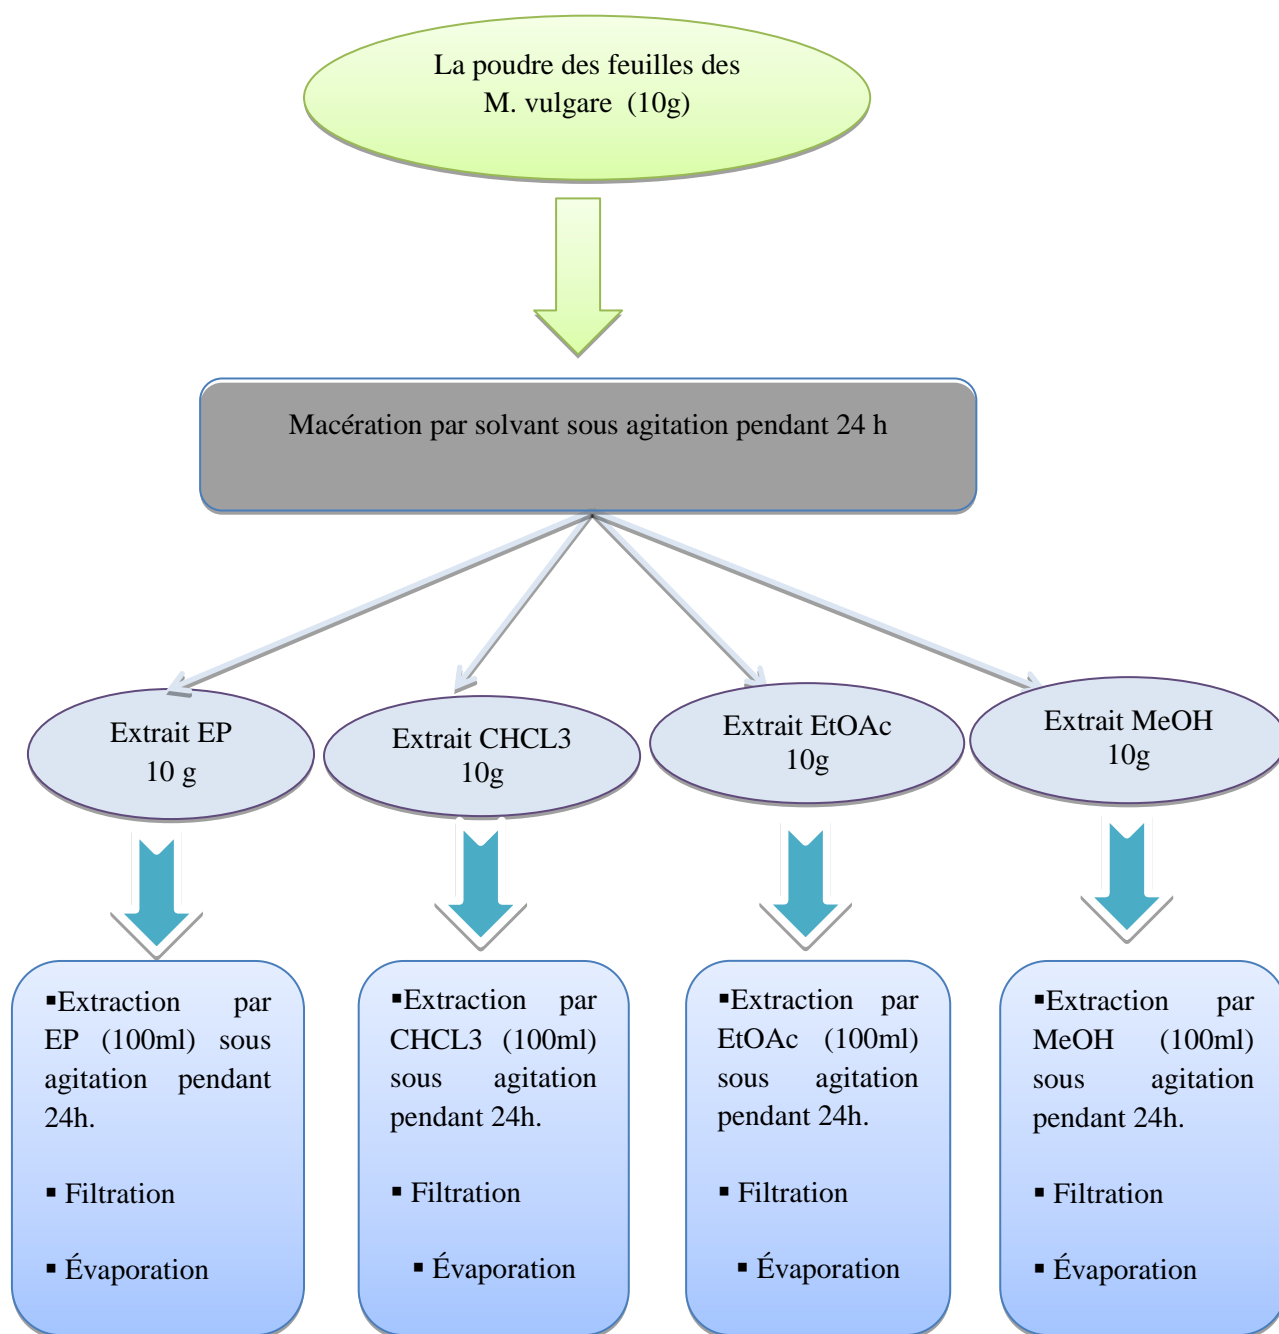 La poudre des feuilles des
M. vulgare (10g)
Macération par solvant sous agitation pendant 24 h
Extrait EP
10 g
Extrait CHCL3
10g
Extrait EtOAc
10g
Extrait MeOH
10g
▪Extraction par
EP (100ml) sous
agitation pendant
24h.
▪ Filtration
▪ Évaporation
▪Extraction par
CHCL3 (100ml)
sous agitation
pendant 24h.
▪ Filtration
▪ Évaporation
▪Extraction par
EtOAc (100ml)
sous agitation
pendant 24h.
▪ Filtration
▪ Évaporation
▪Extraction par
MeOH (100ml)
sous agitation
pendant 24h.
▪ Filtration
▪ Évaporation